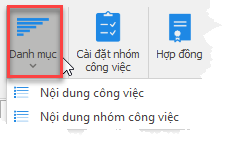 Danh mục
Cài đặt nhóm
công việc
Hợp đồng
Nội dung công việc
Nội dung nhóm công việc